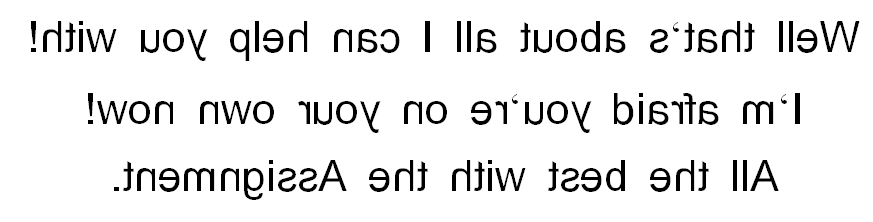 Well that's about all I can help you with!
I'm afraid you're on your own now!
All the best with the Assignment.